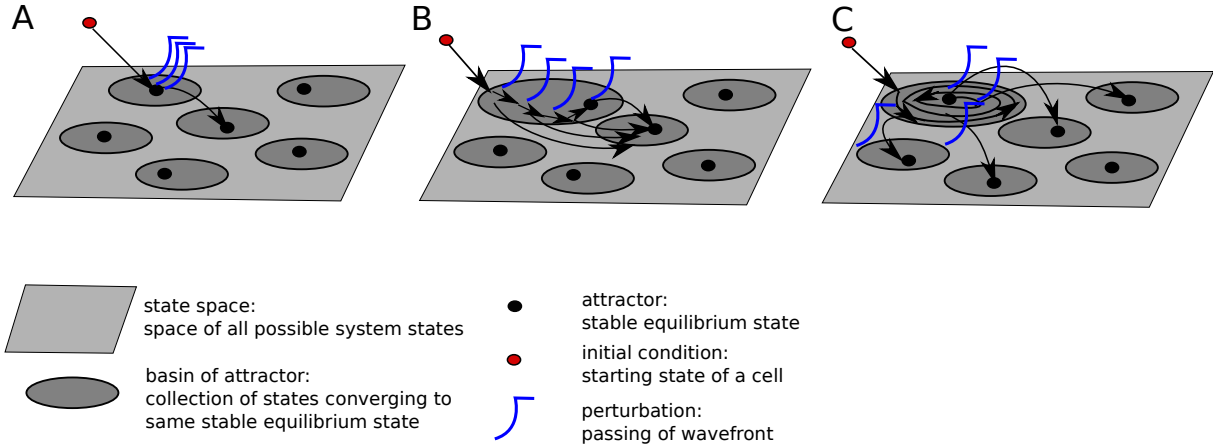 A
B
C
state space:
space of all possible system states
basin of attractor:
collection of states converging to
same stable equilibrium state
attractor:
stable equilibrium state
initial condition:
starting state of a cell
perturbation:
passing of wavefront